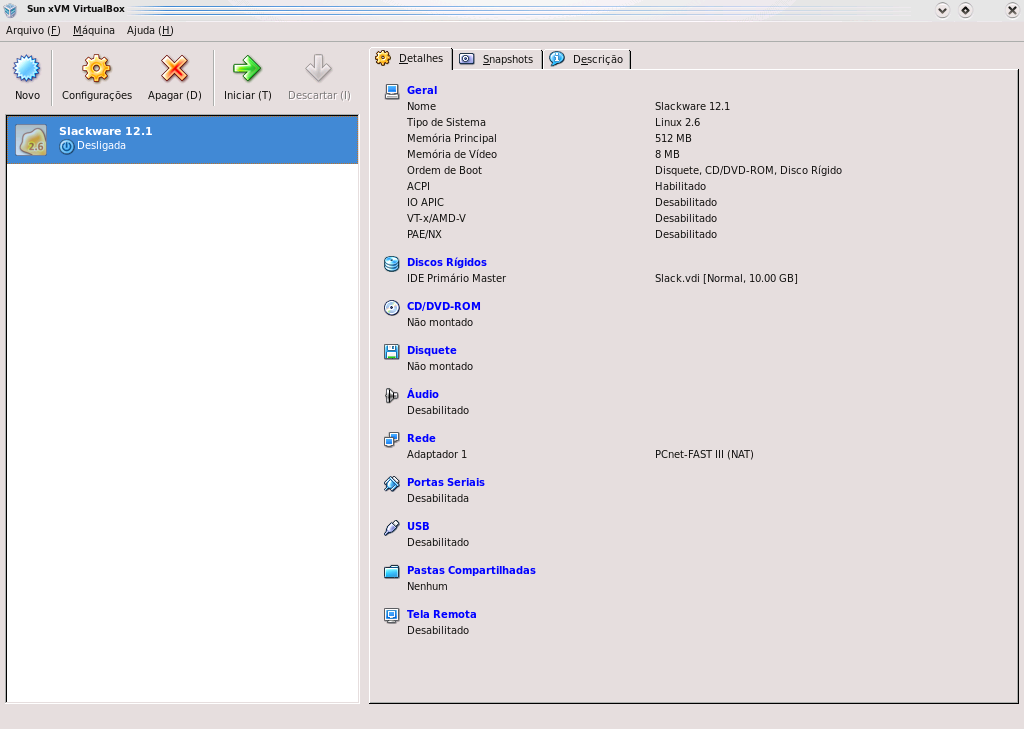 Sun xVM VirtualBox
Arquivo (F) Máquina Ajuda (H)
Novo Configurações Apagar (D) Iniciar (T) Descartar (I)
2.6
Slackware 12.1
Desligada
Detalhes Snapshots Descrição
Geral
Nome Slackware 12.1
Tipo de Sistema Linux 2.6
Memória Principal 512 MB
Memória de Vídeo 8 MB
Ordem de Boot Disquete, CD/DVD-ROM, Disco Rígido
ACPI Habilitado
IO APIC Desabilitado
VT-x/AMD-V Desabilitado
PAE/NX Desabilitado
Discos Rígidos
IDE Primário Master Slack.vdi [Normal, 10.00 GB]
CD/DVD-ROM
Não montado
Disquete
Não montado
Áudio
Desabilitado
Rede
Adaptador 1 PCnet-FAST III (NAT)
Portas Seriais
Desabilitada
USB
Desabilitado
Pastas Compartilhadas
Nenhum
Tela Remota
Desabilitado